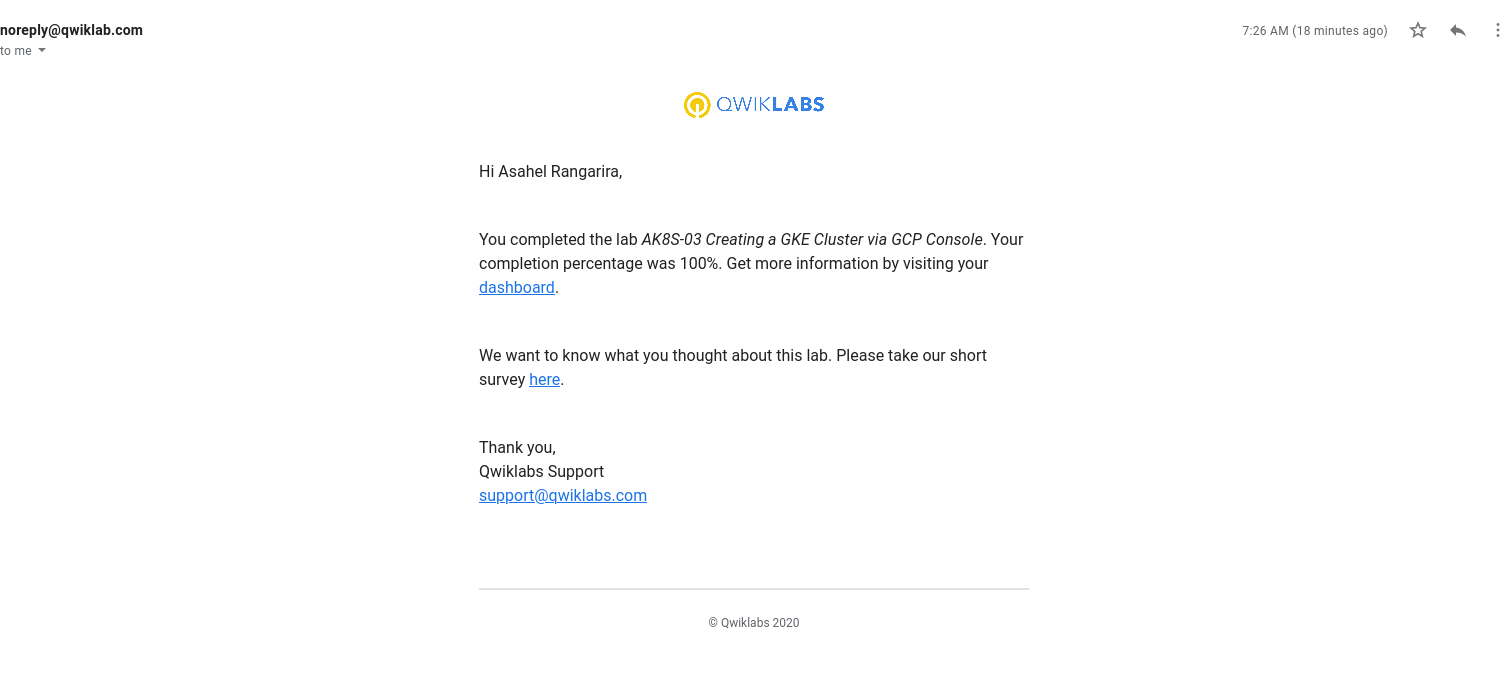 noreply@qwiklab.com
7:26 AM (18 minutes ago)
to me
QWIKLABS
Hi Asahel Rangarira,
You completed the lab AK8S-03 Creating a GKE Cluster via GCP Console. Your
completion percentage was 100%. Get more information by visiting your
dashboard.
We want to know what you thought about this lab. Please take our short
survey here.
Thank you,
Qwiklabs Support
support@qwiklabs.com
© Qwiklabs 2020